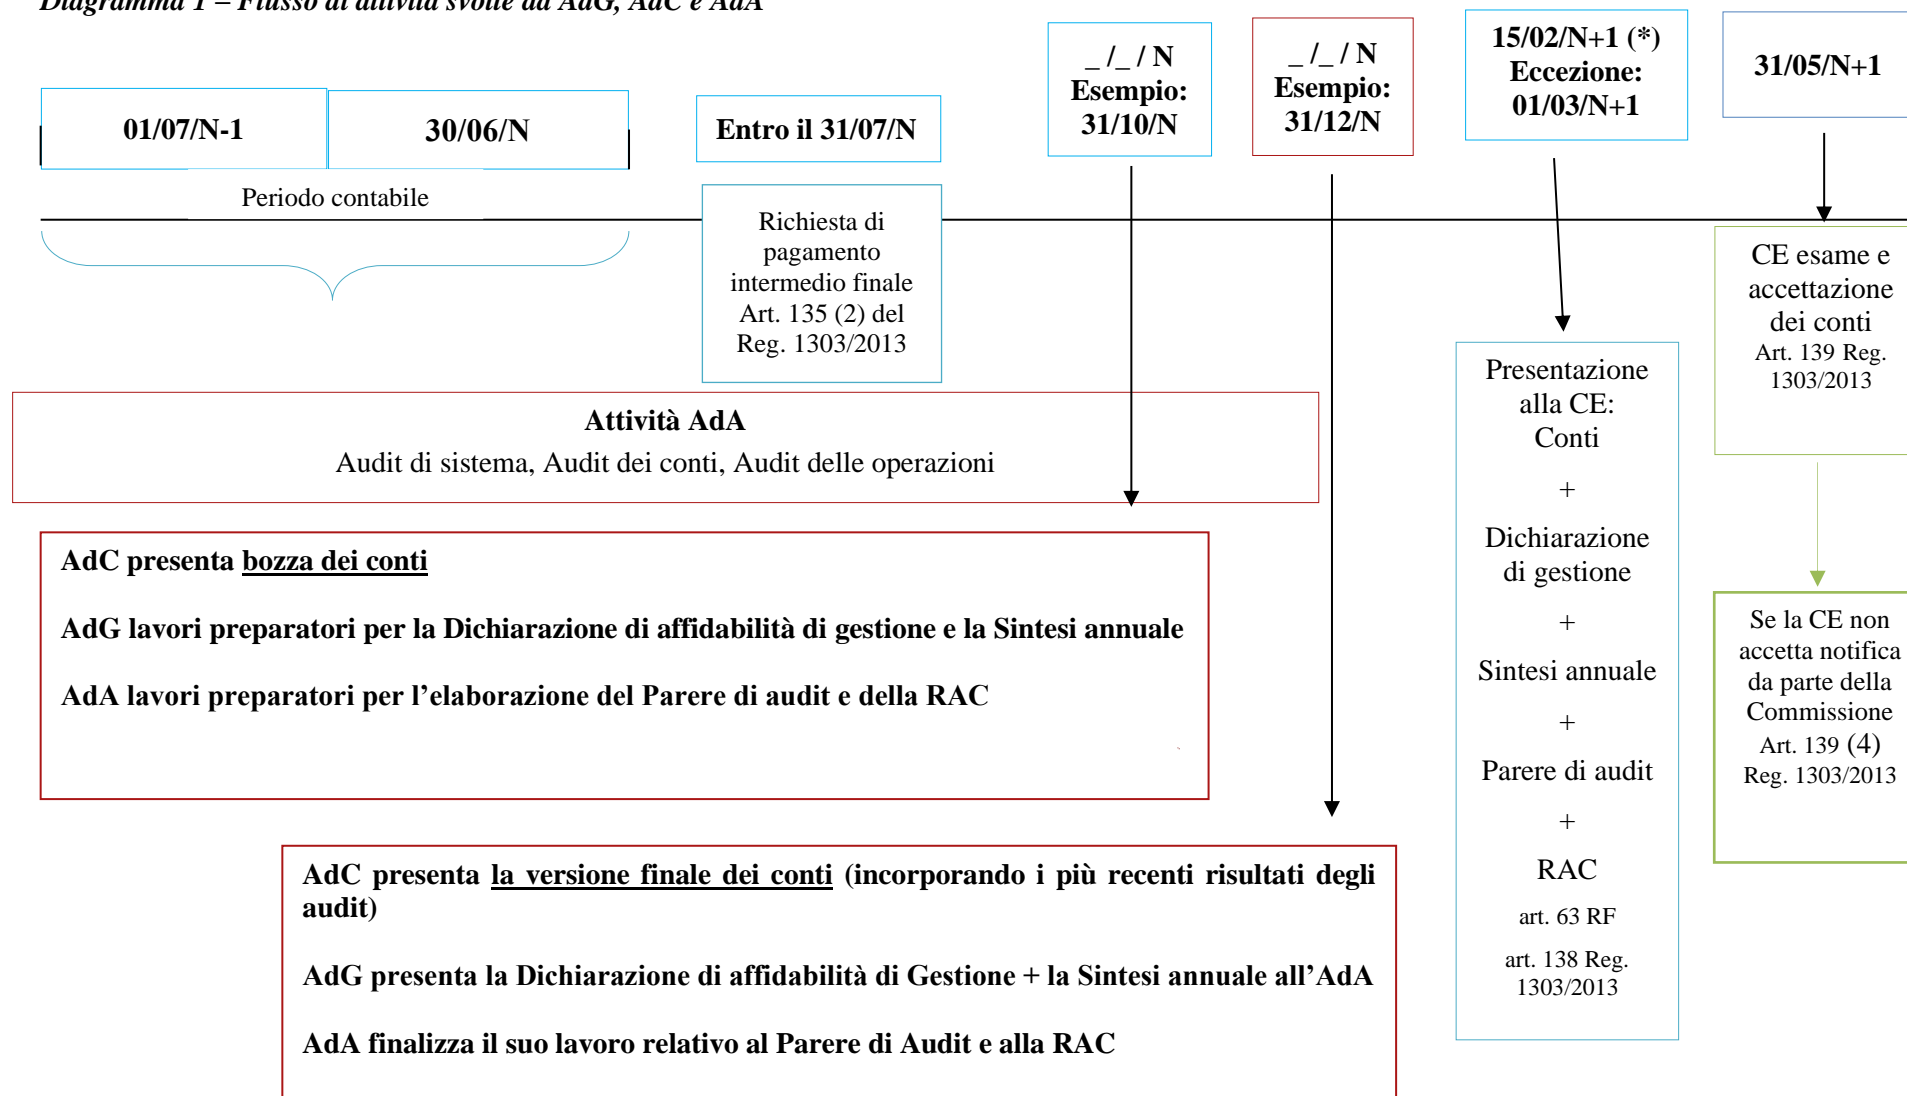 Diagramma 1 – Flusso di attività svolte da AdG, AdC e AdA
01/07/N-1
30/06/N
Entro il 31/07/N
_ /_ / N
Esempio:
31/10/N
_ /_ / N
Esempio:
31/12/N
15/02/N+1 (*)
Eccezione:
01/03/N+1
31/05/N+1
Periodo contabile
Richiesta di
pagamento
intermedio finale
Art. 135 (2) del
Reg. 1303/2013
CE esame e
accettazione
dei conti
Art. 139 Reg.
1303/2013
Attività AdA
Audit di sistema, Audit dei conti, Audit delle operazioni
Presentazione
alla CE:
Conti
+
Dichiarazione
di gestione
+
Sintesi annuale
+
Parere di audit
+
RAC
art. 63 RF
art. 138 Reg.
1303/2013
AdC presenta bozza dei conti
AdG lavori preparatori per la Dichiarazione di affidabilità di gestione e la Sintesi annuale
AdA lavori preparatori per l’elaborazione del Parere di audit e della RAC
Se la CE non
accetta notifica
da parte della
Commissione
Art. 139 (4)
Reg. 1303/2013
AdC presenta la versione finale dei conti (incorporando i più recenti risultati degli
audit)
AdG presenta la Dichiarazione di affidabilità di Gestione + la Sintesi annuale all’AdA
AdA finalizza il suo lavoro relativo al Parere di Audit e alla RAC